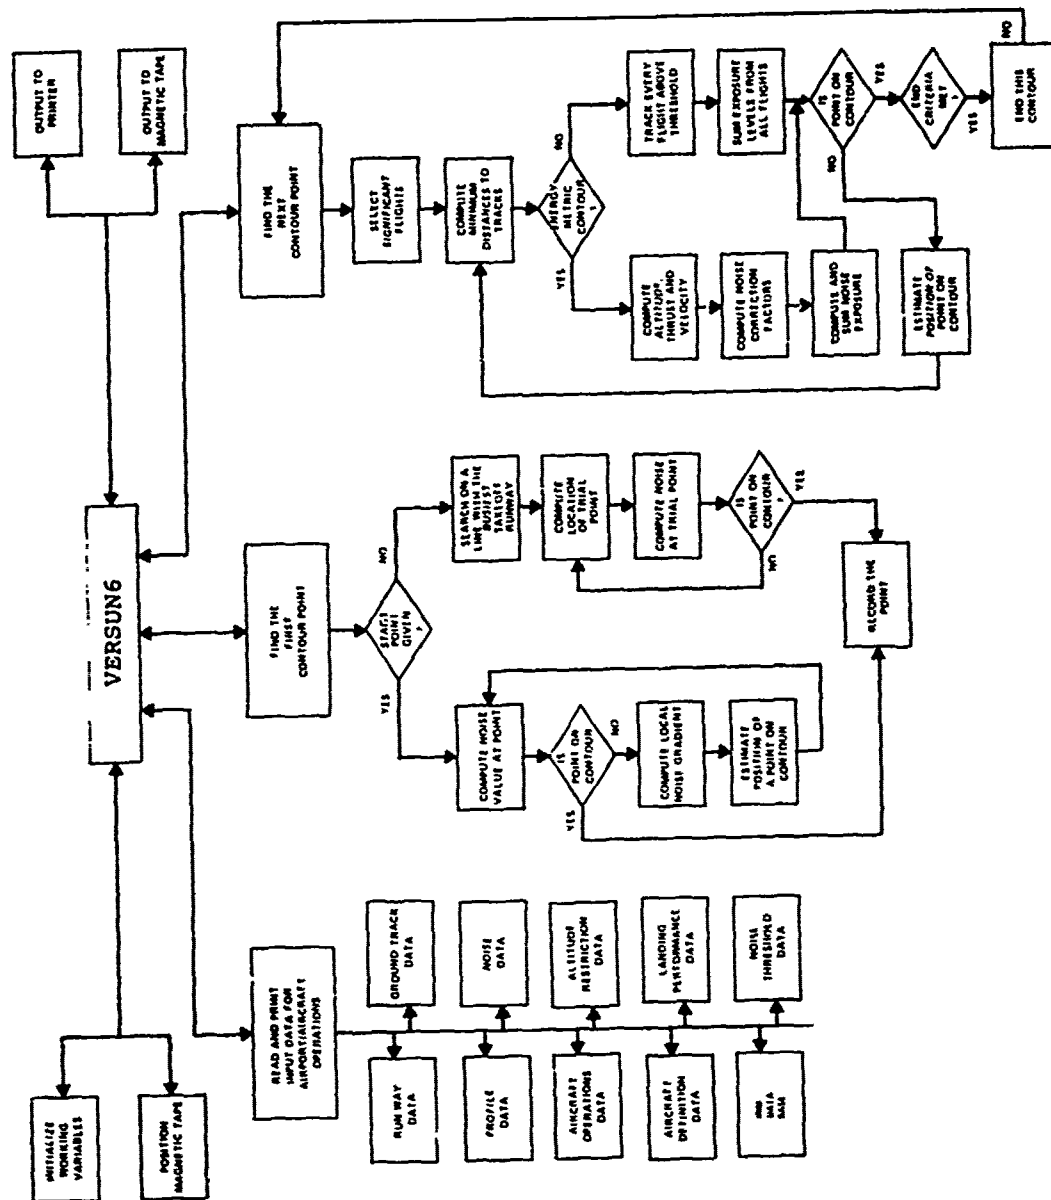 VERSUN6
INITIALIZE
WORKING
VARIABLES
POSITION
MAGNETIC TAPE
OUTPUT TO
PRINTER
OUTPUT TO
MAGNETIC TAPE
READ AND PRINT
INPUT DATA FOR
AIRPORT/AIRCRAFT
OPERATIONS
RUNWAY
DATA
GROUND TRACK
DATA
PROFILE
DATA
NOISE
DATA
AIRCRAFT
OPERATIONS
DATA
ALTITUDE
RESTRICTION
DATA
AIRCRAFT
DEFINITION
DATA
LANDING
PERFORMANCE
DATA
DATA
NOISE
THRESHOLD
DATA
FIND THE
FIRST
CONTOUR POINT
START
POINT
GIVEN
?
YES
NO
COMPUTE NOISE
VALUE AT POINT
IS
POINT ON
CONTOUR
?
YES
NO
COMPUTE LOCAL
NOISE GRADIENT
ESTIMATE
POSITION OF
A POINT ON
CONTOUR
SEARCH ON A
LINE WITH THE
BUSIEST
TAKEOFF
RUNWAY
COMPUTE
LOCATION
OF TRIAL
POINT
COMPUTE NOISE
AT TRIAL POINT
IS
POINT ON
CONTOUR
?
NO
YES
RECORD THE
POINT
FIND THE
NEXT
CONTOUR POINT
SELECT
SIGNIFICANT
FLIGHTS
COMPUTE
MINIMUM
DISTANCES TO
TRACKS
ENERGY
METRIC
CONTOUR
?
YES
NO
COMPUTE
ALTITUDE,
THRUST AND
VELOCITY
COMPUTE NOISE
CORRECTION
FACTORS
COMPUTE AND
SUM NOISE
EXPOSURE
TRACK EVERY
FLIGHT ABOVE
THRESHOLD
SUM EXPOSURE
LEVELS FROM
ALL FLIGHTS
IS
POINT ON
CONTOUR
?
NO
YES
ESTIMATE
POSITION OF
POINT ON
CONTOUR
END
CRITERIA
MET
?
YES
NO
END THIS
CONTOUR